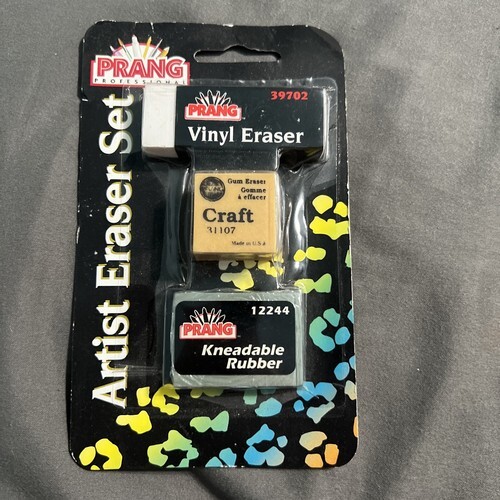 PRANG
PROFESSIONAL
Artist Eraser Set
39702
PRANG
Vinyl Eraser
Gum Eraser
Gomme
à effacer
Craft
31107
Made in U.S.A
12244
PRANG
Kneadable
Rubber